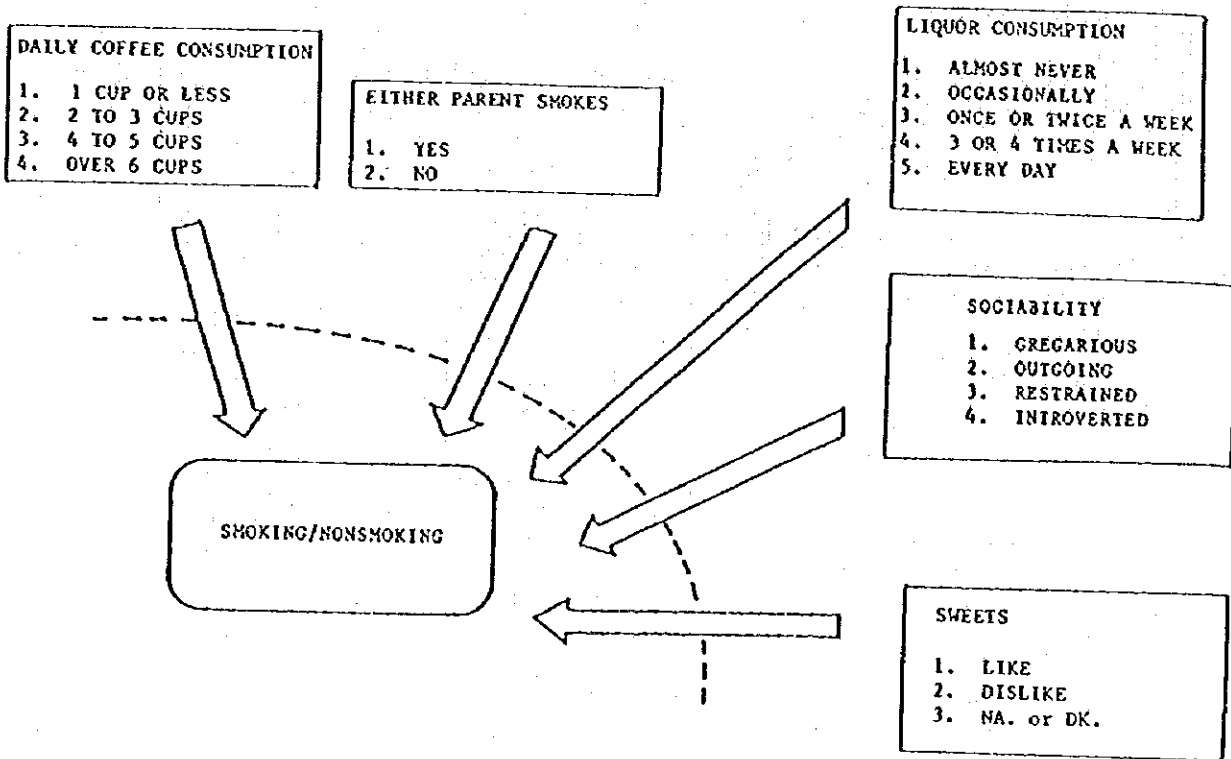 DAILY COFFEE CONSUMPTION
1. 1 CUP OR LESS
2. 2 TO 3 CUPS
3. 4 TO 5 CUPS
4. OVER 6 CUPS
EITHER PARENT SMOKES
1. YES
2. NO
LIQUOR CONSUMPTION
1. ALMOST NEVER
2. OCCASIONALLY
3. ONCE OR TWICE A WEEK
4. 3 OR 4 TIMES A WEEK
5. EVERY DAY
SOCIABILITY
1. GREGARIOUS
2. OUTGOING
3. RESTRAINED
4. INTROVERTED
SMOKING/NONSMOKING
SWEETS
1. LIKE
2. DISLIKE
3. NA. or DK.